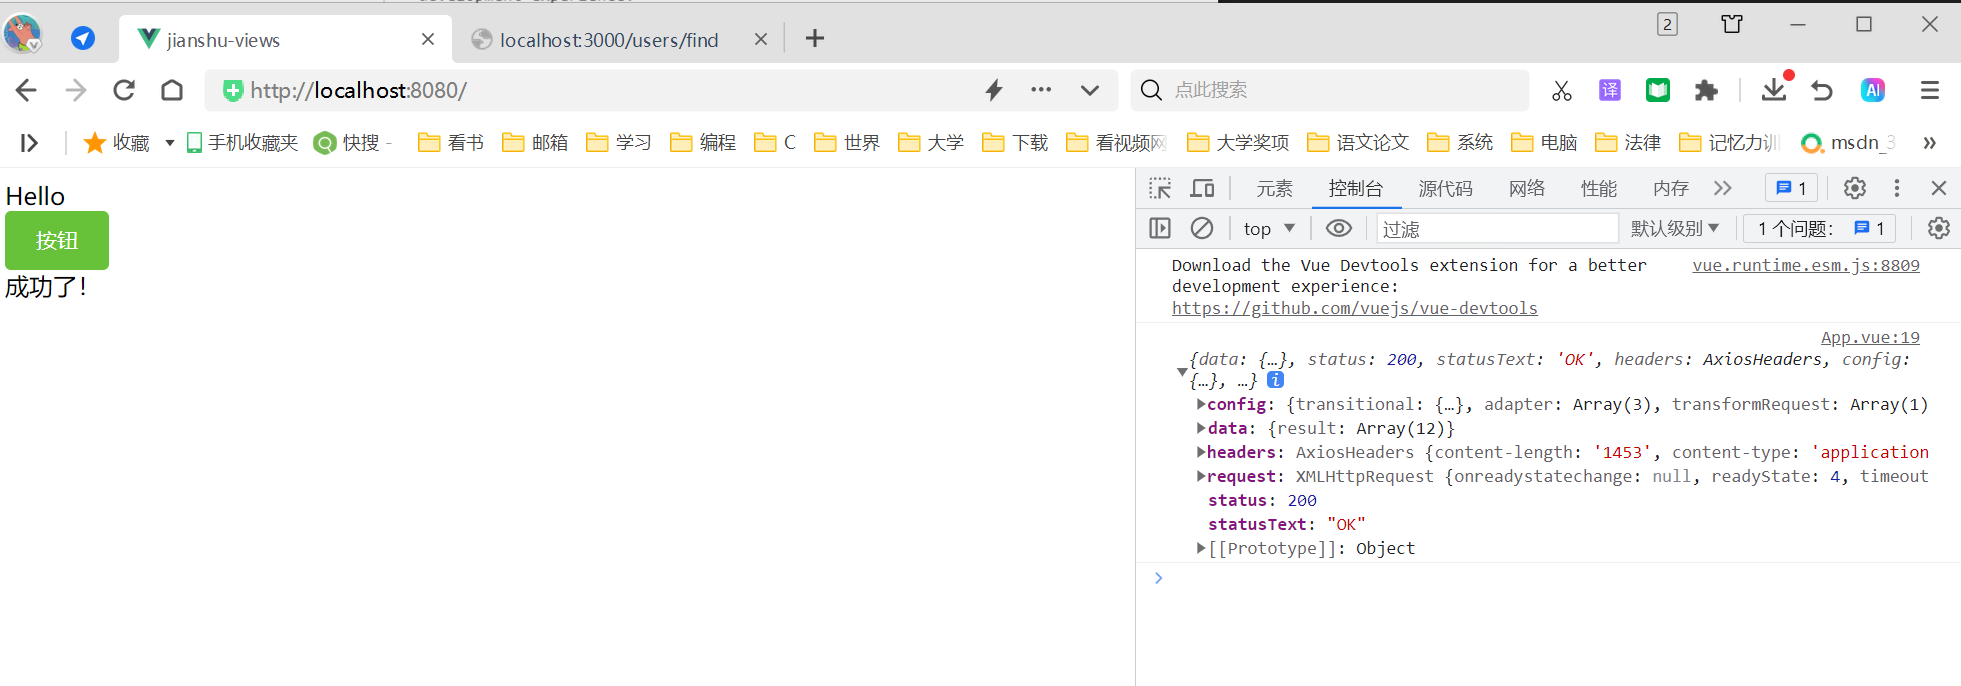 jianshu-views
localhost:3000/users/find
2
http://localhost:8080/
点此搜索
译
AI
收藏
手机收藏夹
快搜 -
看书
邮箱
学习
编程
C
世界
大学
下载
看视频网
大学奖项
语文论文
系统
电脑
法律
记忆力训
msdn_3
Hello
按钮
成功了!
元素
控制台
源代码
网络
性能
内存
1
top
过滤
默认级别
1 个问题:
1
Download the Vue Devtools extension for a better vue.runtime.esm.js:8809
development experience:
https://github.com/vuejs/vue-devtools
App.vue:19
{data: {…}, status: 200, statusText: 'OK', headers: AxiosHeaders, config:
{…}, …} i
config: {transitional: {…}, adapter: Array(3), transformRequest: Array(1)
data: {result: Array(12)}
headers: AxiosHeaders {content-length: '1453', content-type: 'application
request: XMLHttpRequest {onreadystatechange: null, readyState: 4, timeout
status: 200
statusText: "OK"
[[Prototype]]: Object